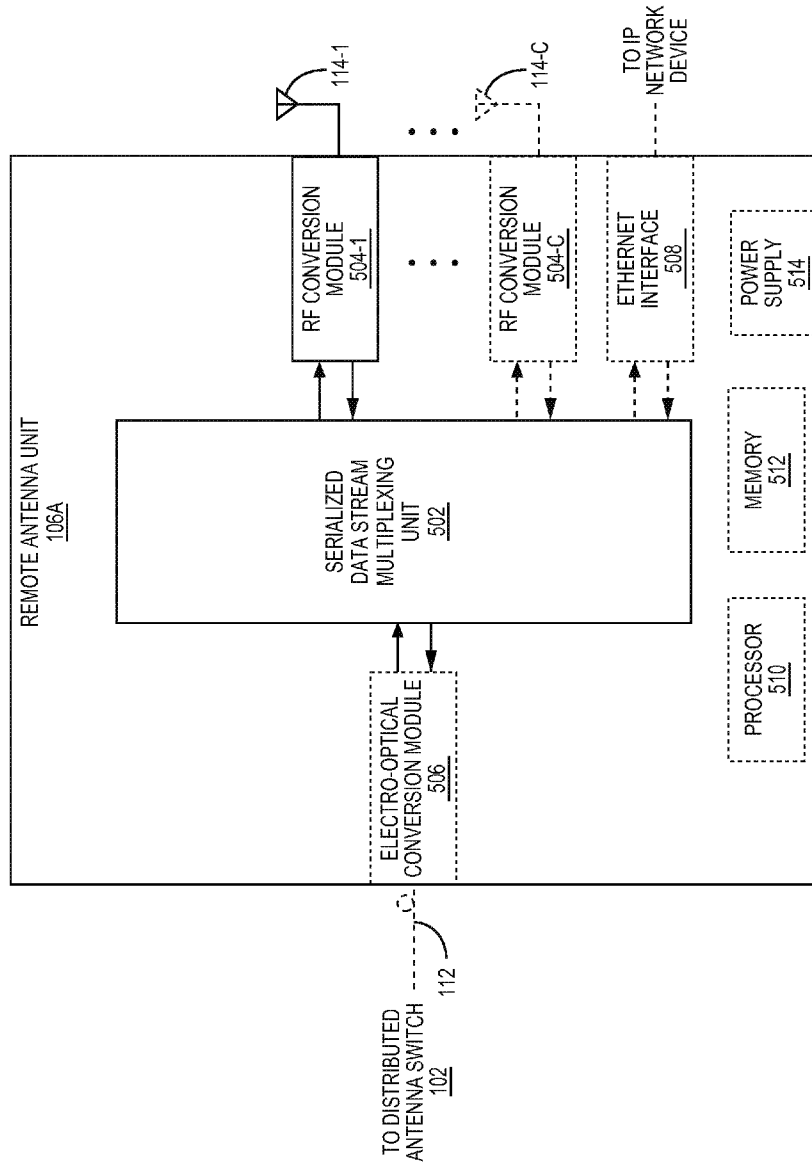 REMOTE ANTENNA UNIT
106A
TO DISTRIBUTED
ANTENNA SWITCH
102
112
ELECTRO-OPTICAL
CONVERSION MODULE
506
SERIALIZED
DATA STREAM
MULTIPLEXING
UNIT
502
RF CONVERSION
MODULE
504-1
114-1
RF CONVERSION
MODULE
504-C
114-C
ETHERNET
INTERFACE
508
TO IP
NETWORK
DEVICE
PROCESSOR
510
MEMORY
512
POWER
SUPPLY
514